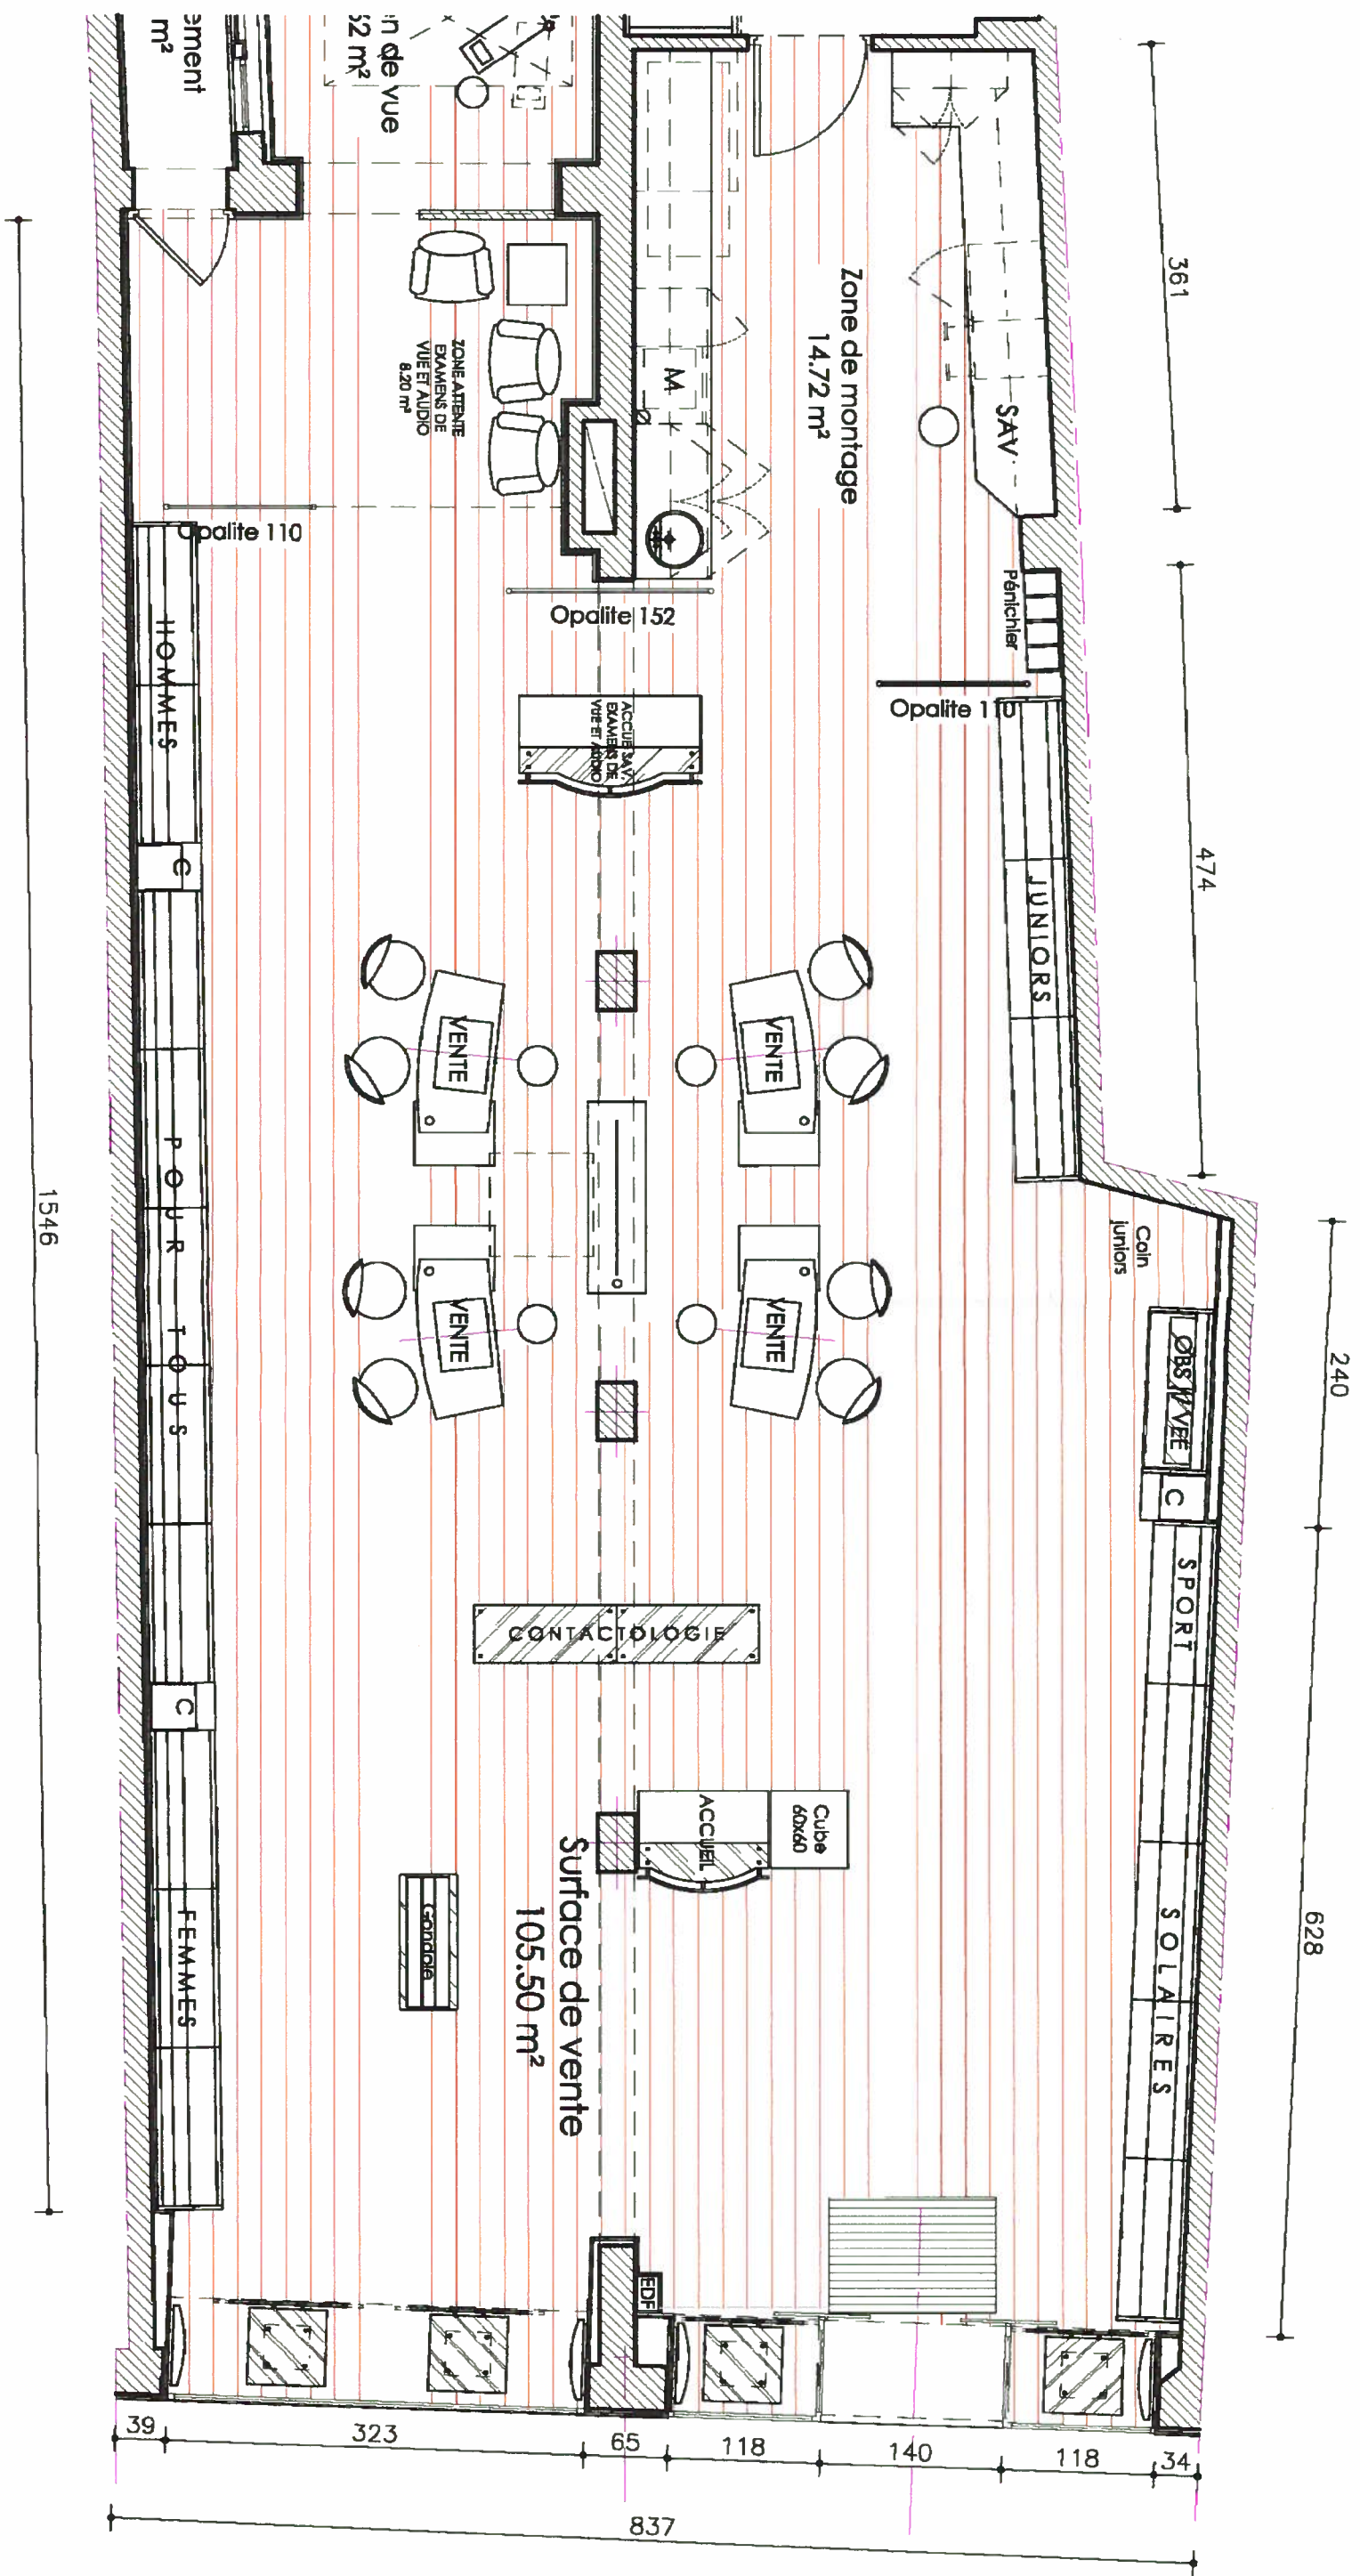 ement
m²
n de vue
52 m²
361
Zone de montage
14.72 m²
SAV
M
ZONE ATTENTE
EXAMENS DE
VUE ET AUDIO
8.20 m²
Opalite 110
Opalite 152
Pénichier
Opalite 110
HOMMES
ACCUEIL SAV,
EXAMENS DE
VUE ET AUDIO
C
474
JUNIORS
VENTE
VENTE
POUR TOUS
1546
Coin
juniors
VENTE
VENTE
240
C
SPORT
CONTACTOLOGIE
C
ACCUEIL
Cube
60x60
Surface de vente
105.50 m²
Gondole
FEMMES
SOLAIRES
628
EDF
39
323
65
118
140
118
34
837